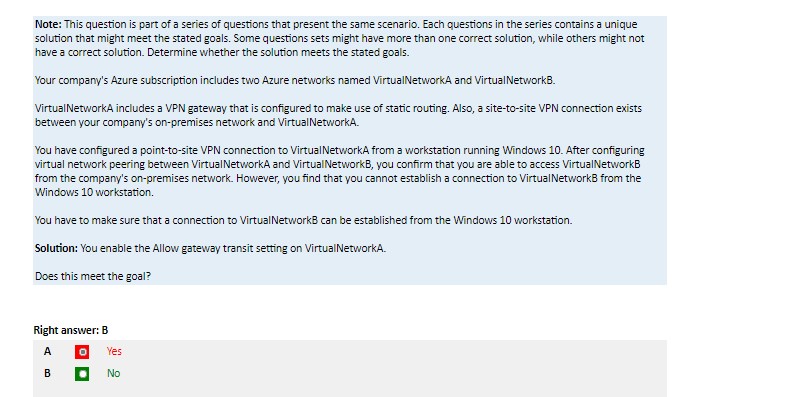 Note: This question is part of a series of questions that present the same scenario. Each questions in the series contains a unique
solution that might meet the stated goals. Some questions sets might have more than one correct solution, while others might not
have a correct solution. Determine whether the solution meets the stated goals.
Your company's Azure subscription includes two Azure networks named VirtualNetworkA and VirtualNetworkB.
VirtualNetworkA includes a VPN gateway that is configured to make use of static routing. Also, a site-to-site VPN connection exists
between your company's on-premises network and VirtualNetworkA.
You have configured a point-to-site VPN connection to VirtualNetworkA from a workstation running Windows 10. After configuring
virtual network peering between VirtualNetworkA and VirtualNetworkB, you confirm that you are able to access VirtualNetworkB
from the company's on-premises network. However, you find that you cannot establish a connection to VirtualNetworkB from the
Windows 10 workstation.
You have to make sure that a connection to VirtualNetworkB can be established from the Windows 10 workstation.
Solution: You enable the Allow gateway transit setting on VirtualNetworkA.
Does this meet the goal?
Right answer: B
A Yes
B No